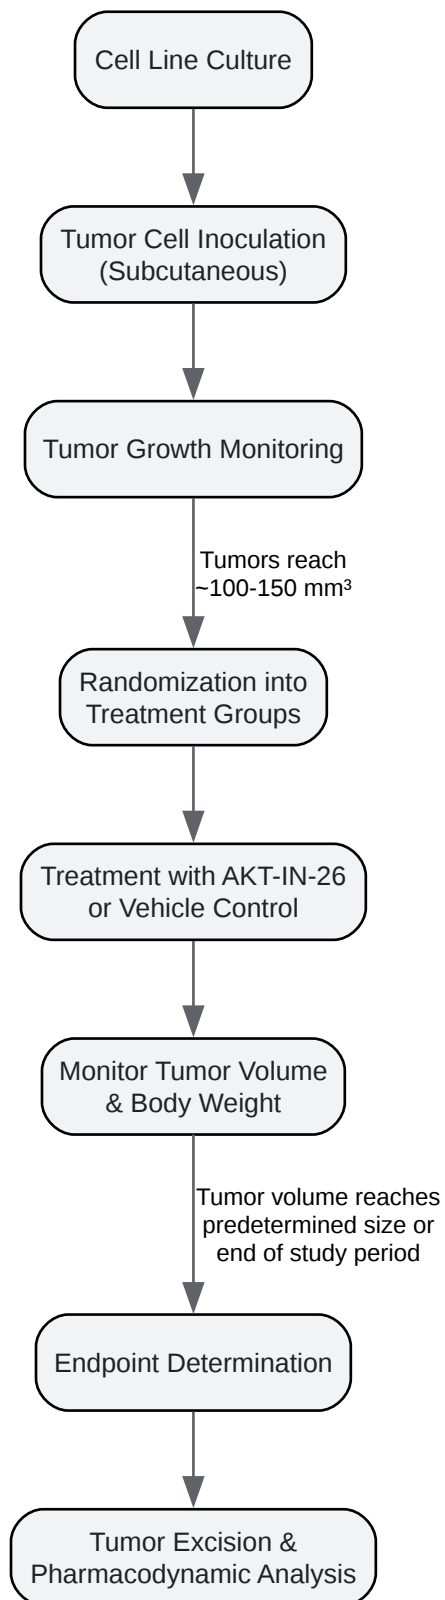 Cell Line Culture
Tumor Cell Inoculation
(Subcutaneous)
Tumor Growth Monitoring
Tumors reach
~100-150 mm³
Randomization into
Treatment Groups
Treatment with AKT-IN-26
or Vehicle Control
Monitor Tumor Volume
& Body Weight
Tumor volume reaches
predetermined size or
end of study period
Endpoint Determination
Tumor Excision &
Pharmacodynamic Analysis